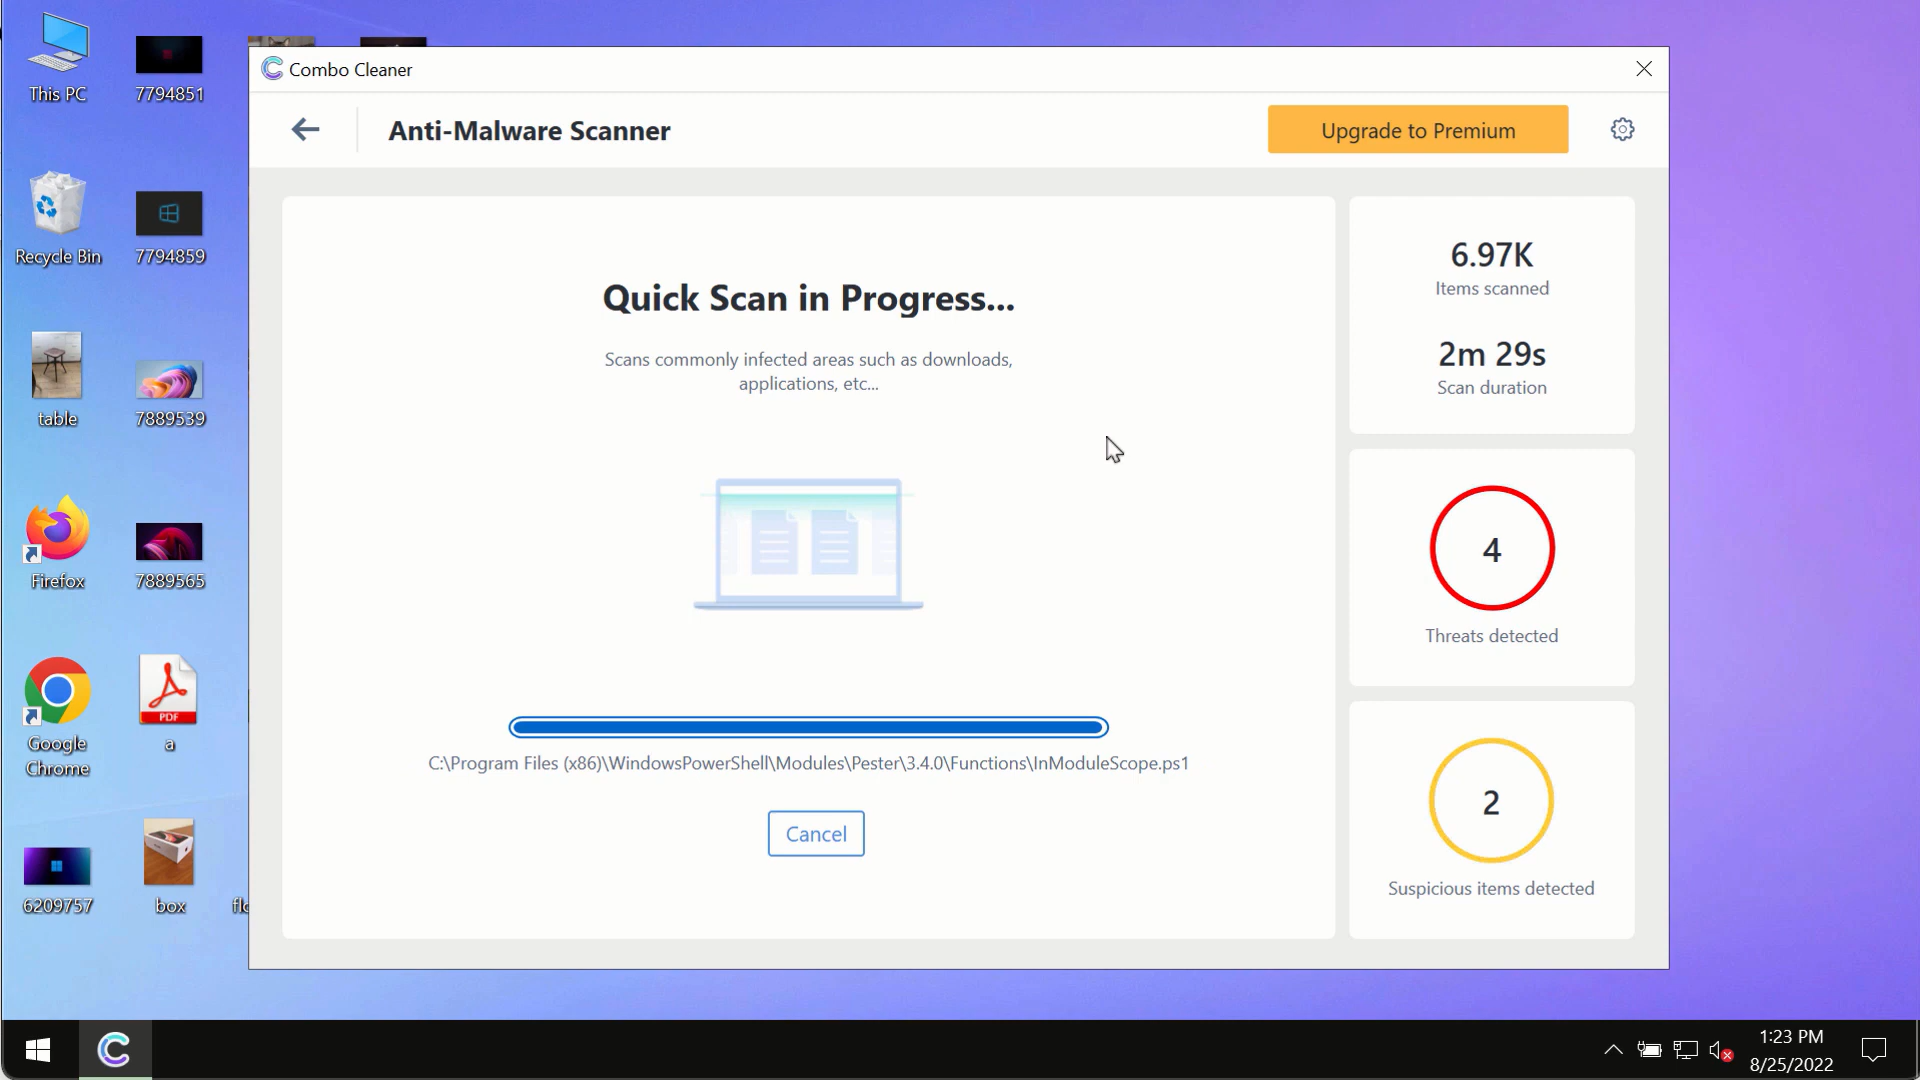 This PC
7794851
Recycle Bin
7794859
table
7889539
Firefox
7889565
Google
Chrome
PDF
a
6209757
box
Combo Cleaner
Anti-Malware Scanner
Upgrade to Premium
Quick Scan in Progress...
Scans commonly infected areas such as downloads,
applications, etc...
C:\Program Files (x86)\WindowsPowerShell\Modules\Pester\3.4.0\Functions\InModuleScope.ps1
Cancel
6.97K
Items scanned
2m 29s
Scan duration
4
Threats detected
2
Suspicious items detected
1:23 PM
8/25/2022